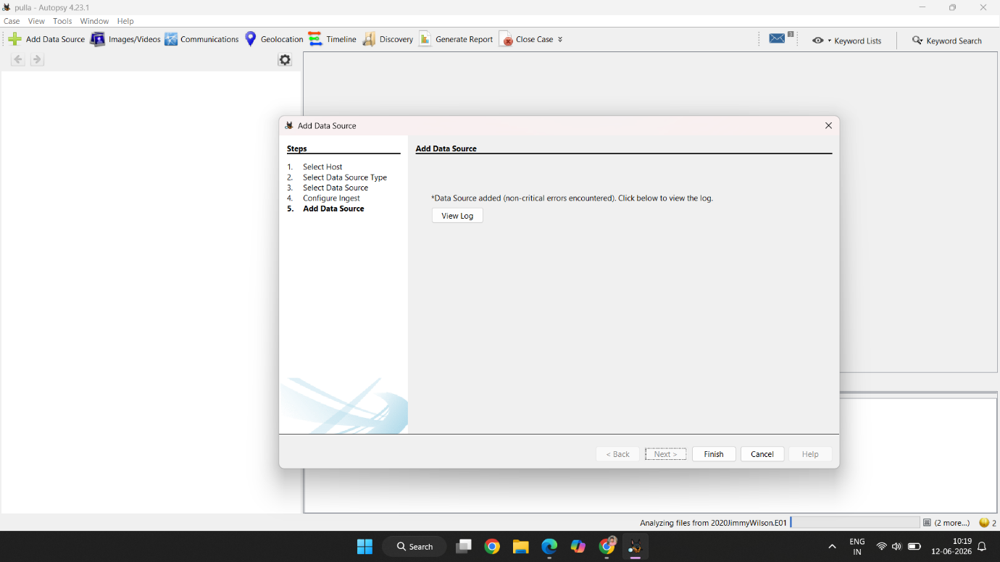 pulla - Autopsy 4.23.1
Case View Tools Window Help
Add Data Source Images/Videos Communications Geolocation Timeline Discovery Generate Report Close Case 3 Keyword Lists Keyword Search
Add Data Source
Steps
1. Select Host
2. Select Data Source Type
3. Select Data Source
4. Configure Ingest
5. Add Data Source
Add Data Source
*Data Source added (non-critical errors encountered). Click below to view the log.
View Log
< Back Next > Finish Cancel Help
Analyzing files from 2020JimmyWilson.E01 (2 more...) 2
Search
ENG
IN
10:19
12-06-2026